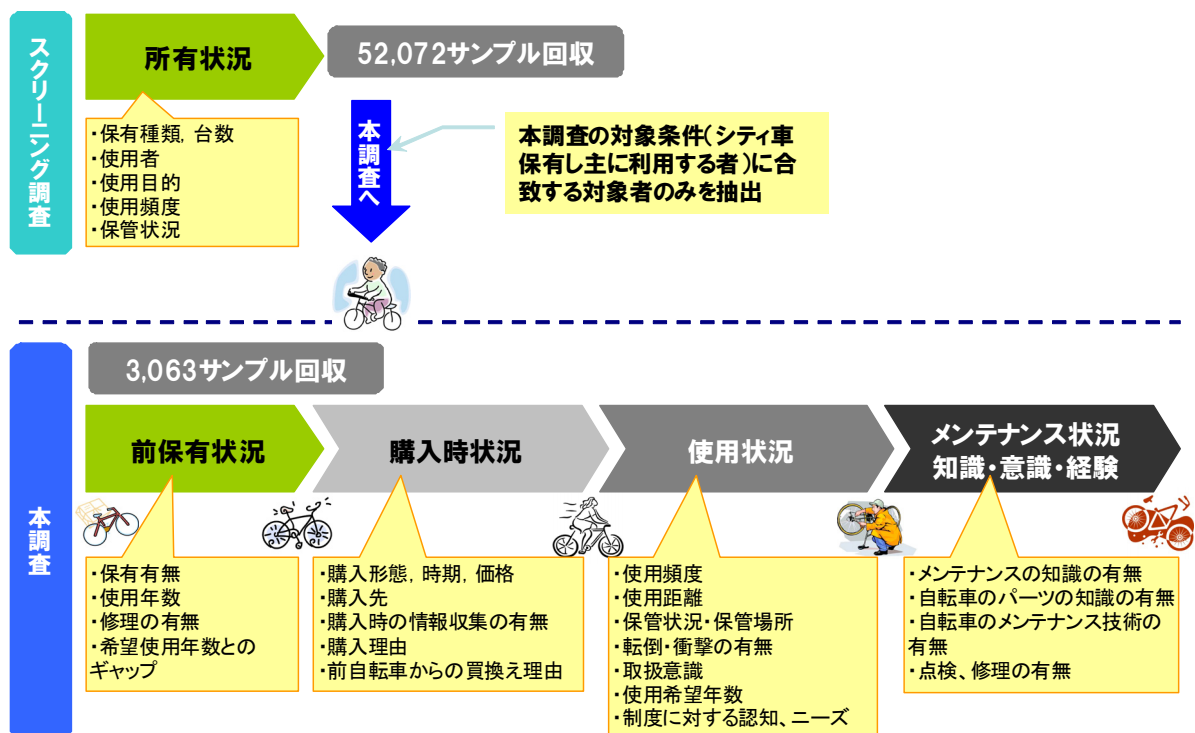 スクリーニング調査
所有状況
52,072サンプル回収
・保有種類, 台数
・使用者
・使用目的
・使用頻度
・保管状況
本調査へ
本調査の対象条件(シティ車
保有し主に利用する者)に合
致する対象者のみを抽出
本調査
3,063サンプル回収
前保有状況
購入時状況
使用状況
メンテナンス状況
知識・意識・経験
・保有有無
・使用年数
・修理の有無
・希望使用年数との
ギャップ
・購入形態, 時期, 価格
・購入先
・購入時の情報収集の有無
・購入理由
・前自転車からの買換え理由
・使用頻度
・使用距離
・保管状況・保管場所
・転倒・衝撃の有無
・取扱意識
・使用希望年数
・制度に対する認知、ニーズ
・メンテナンスの知識の有無
・自転車のパーツの知識の有無
・自転車のメンテナンス技術の
有無
・点検、修理の有無